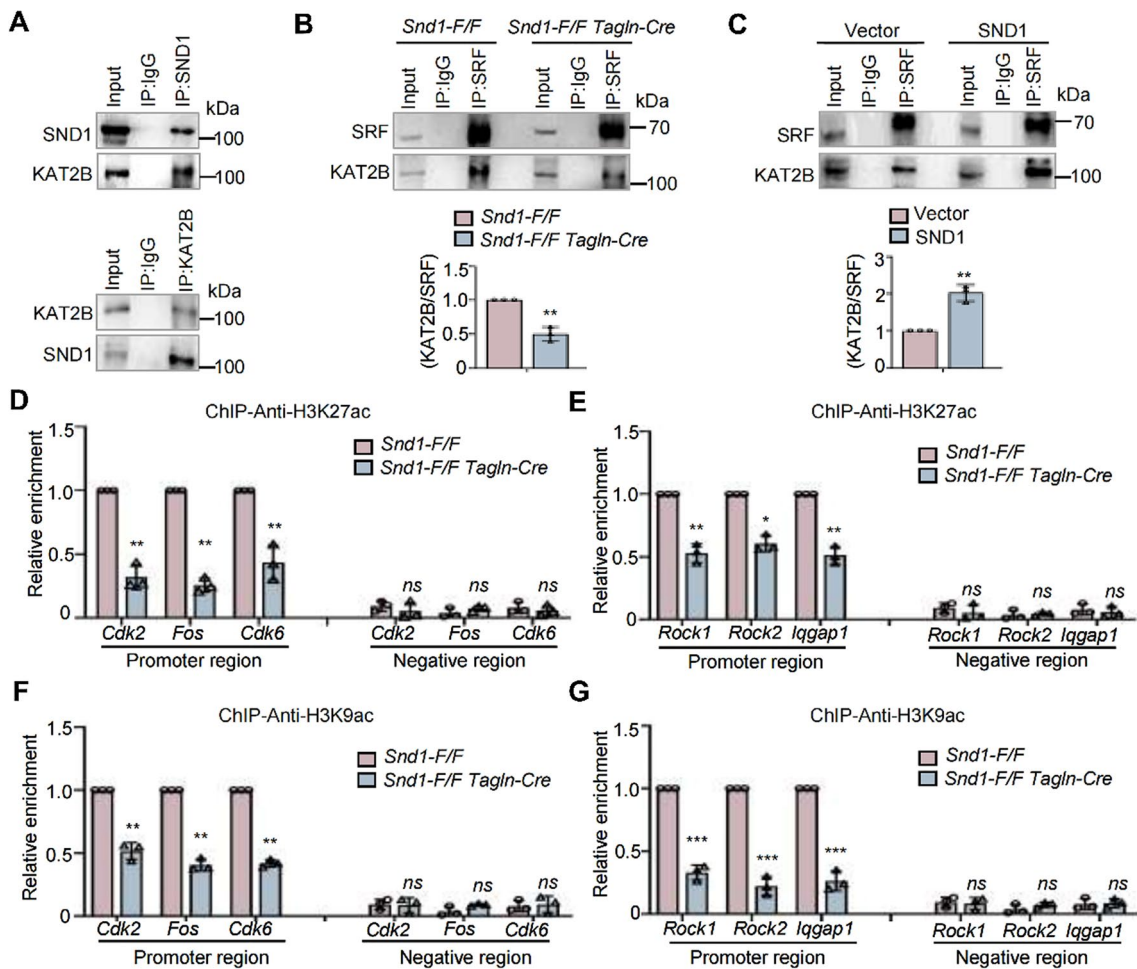 A
Input
IP:IgG
IP:SND1
kDa
SND1
100
KAT2B
100
Input
IP:IgG
IP:KAT2B
kDa
KAT2B
100
SND1
100
B
Snd1-F/F
Snd1-F/F Tagln-Cre
Input
IP:IgG
IP:SRF
Input
IP:IgG
IP:SRF
kDa
SRF
70
KAT2B
100
Snd1-F/F
Snd1-F/F Tagln-Cre
(KAT2B/SRF)
1.5
1.0
0.5
0
**
C
Vector
SND1
Input
IP:IgG
IP:SRF
Input
IP:IgG
IP:SRF
kDa
SRF
70
KAT2B
100
Vector
SND1
(KAT2B/SRF)
3
2
1
0
**
D
ChIP-Anti-H3K27ac
Relative enrichment
1.5
1.0
0.5
0
Snd1-F/F
Snd1-F/F Tagln-Cre
** ** **
ns ns ns
Cdk2 Fos Cdk6 Cdk2 Fos Cdk6
Promoter region Negative region
E
ChIP-Anti-H3K27ac
Relative enrichment
1.5
1.0
0.5
0
Snd1-F/F
Snd1-F/F Tagln-Cre
** * **
ns ns ns
Rock1 Rock2 Iqgap1 Rock1 Rock2 Iqgap1
Promoter region Negative region
F
ChIP-Anti-H3K9ac
Relative enrichment
1.5
1.0
0.5
0
Snd1-F/F
Snd1-F/F Tagln-Cre
** ** **
ns ns ns
Cdk2 Fos Cdk6 Cdk2 Fos Cdk6
Promoter region Negative region
G
ChIP-Anti-H3K9ac
Relative enrichment
1.5
1.0
0.5
0
Snd1-F/F
Snd1-F/F Tagln-Cre
*** *** ***
ns ns ns
Rock1 Rock2 Iqgap1 Rock1 Rock2 Iqgap1
Promoter region Negative region